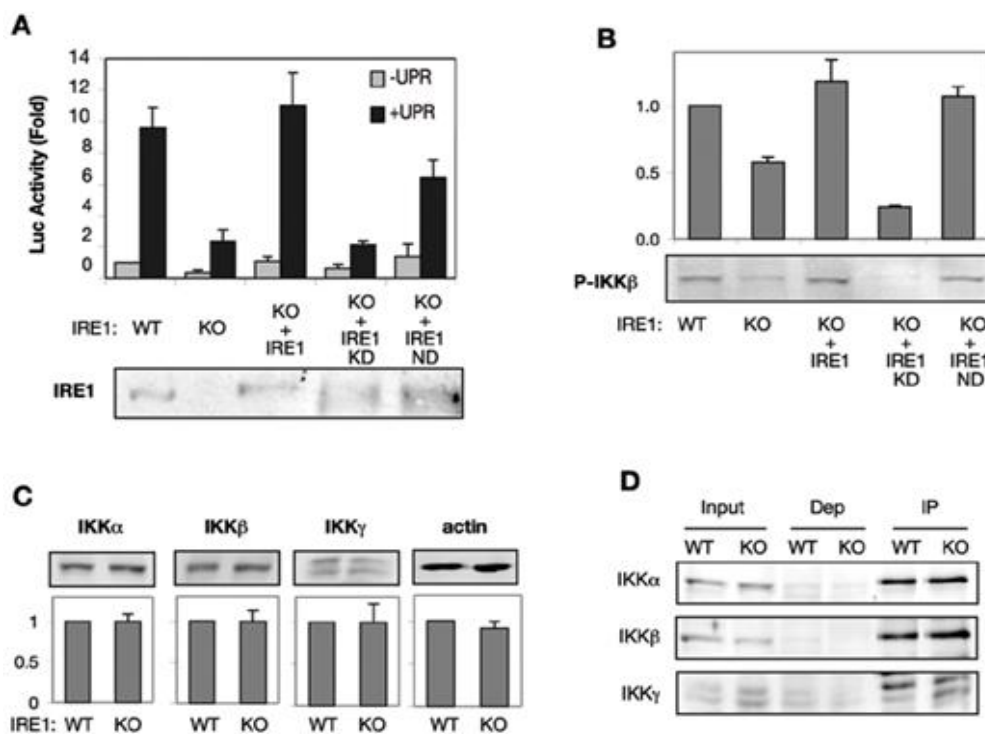 A
14
12
10
8
6
4
2
0
Luc Activity (Fold)
-UPR
+UPR
IRE1: WT KO KO + IRE1 KO + IRE1 KD KO + IRE1 ND
IRE1
B
1.0
0.5
0.0
P-IKKβ
IRE1: WT KO KO + IRE1 KO + IRE1 KD KO + IRE1 ND
C
IKKα IKKβ IKKγ actin
1
0.5
0
IRE1: WT KO WT KO WT KO WT KO
D
Input Dep IP
WT KO WT KO WT KO
IKKα
IKKβ
IKKγ